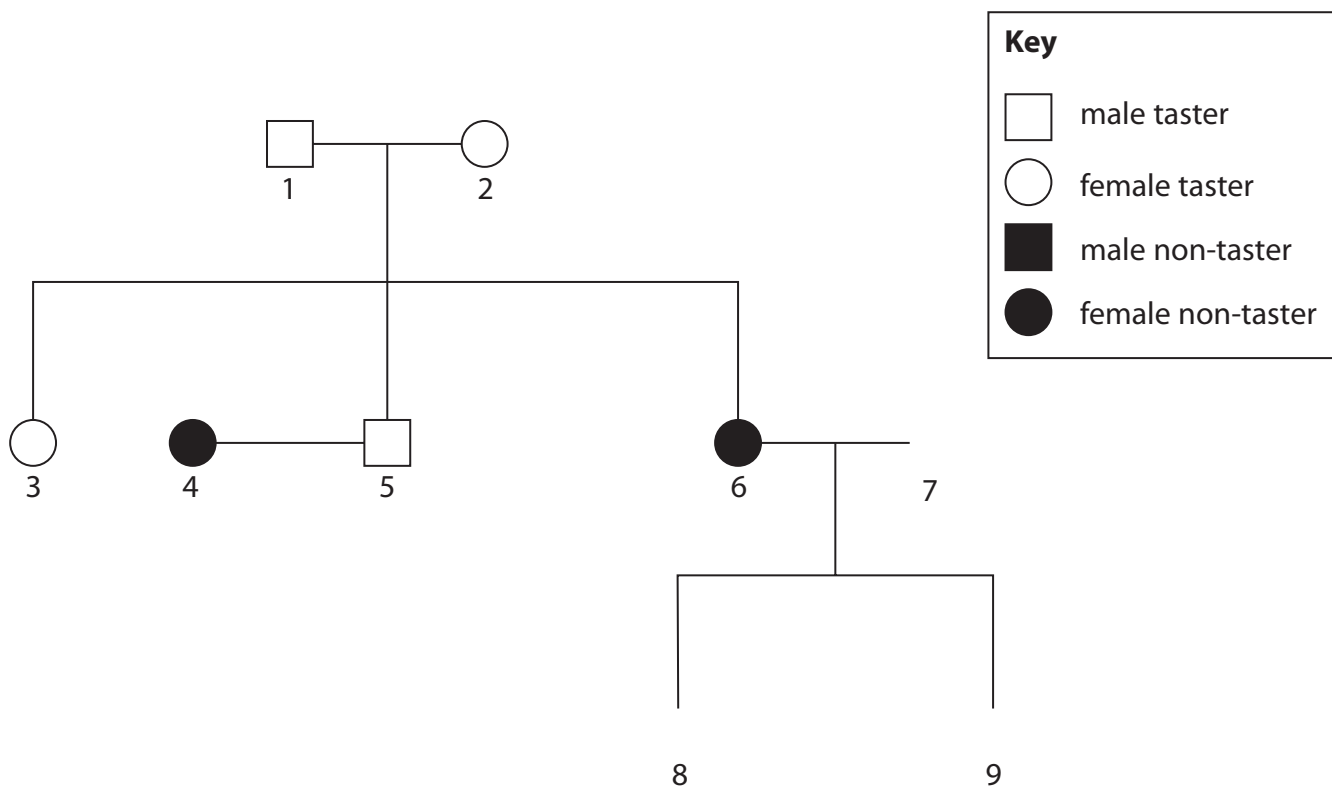 Key
male taster
female taster
male non-taster
female non-taster
1 2
3 4 5 6 7
8 9